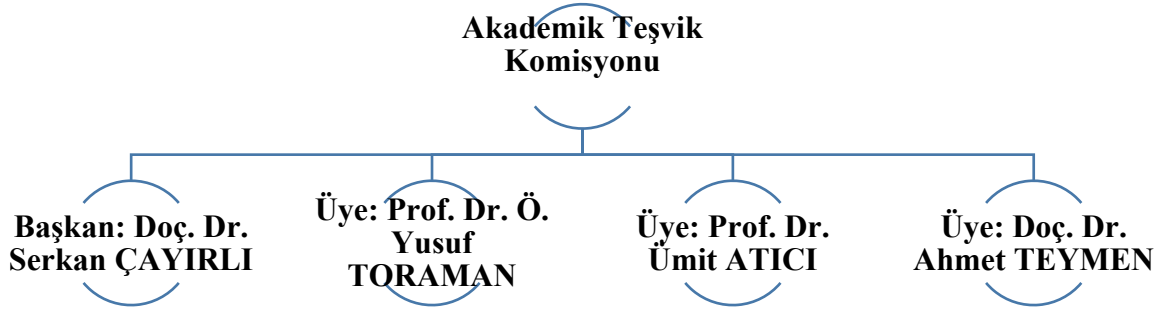 Akademik Teşvik
Komisyonu
Başkan: Doç. Dr.
Serkan ÇAYIRLI
Üye: Prof. Dr. Ö.
Yusuf
TORAMAN
Üye: Prof. Dr.
Ümit ATICI
Üye: Doç. Dr.
Ahmet TEYMEN